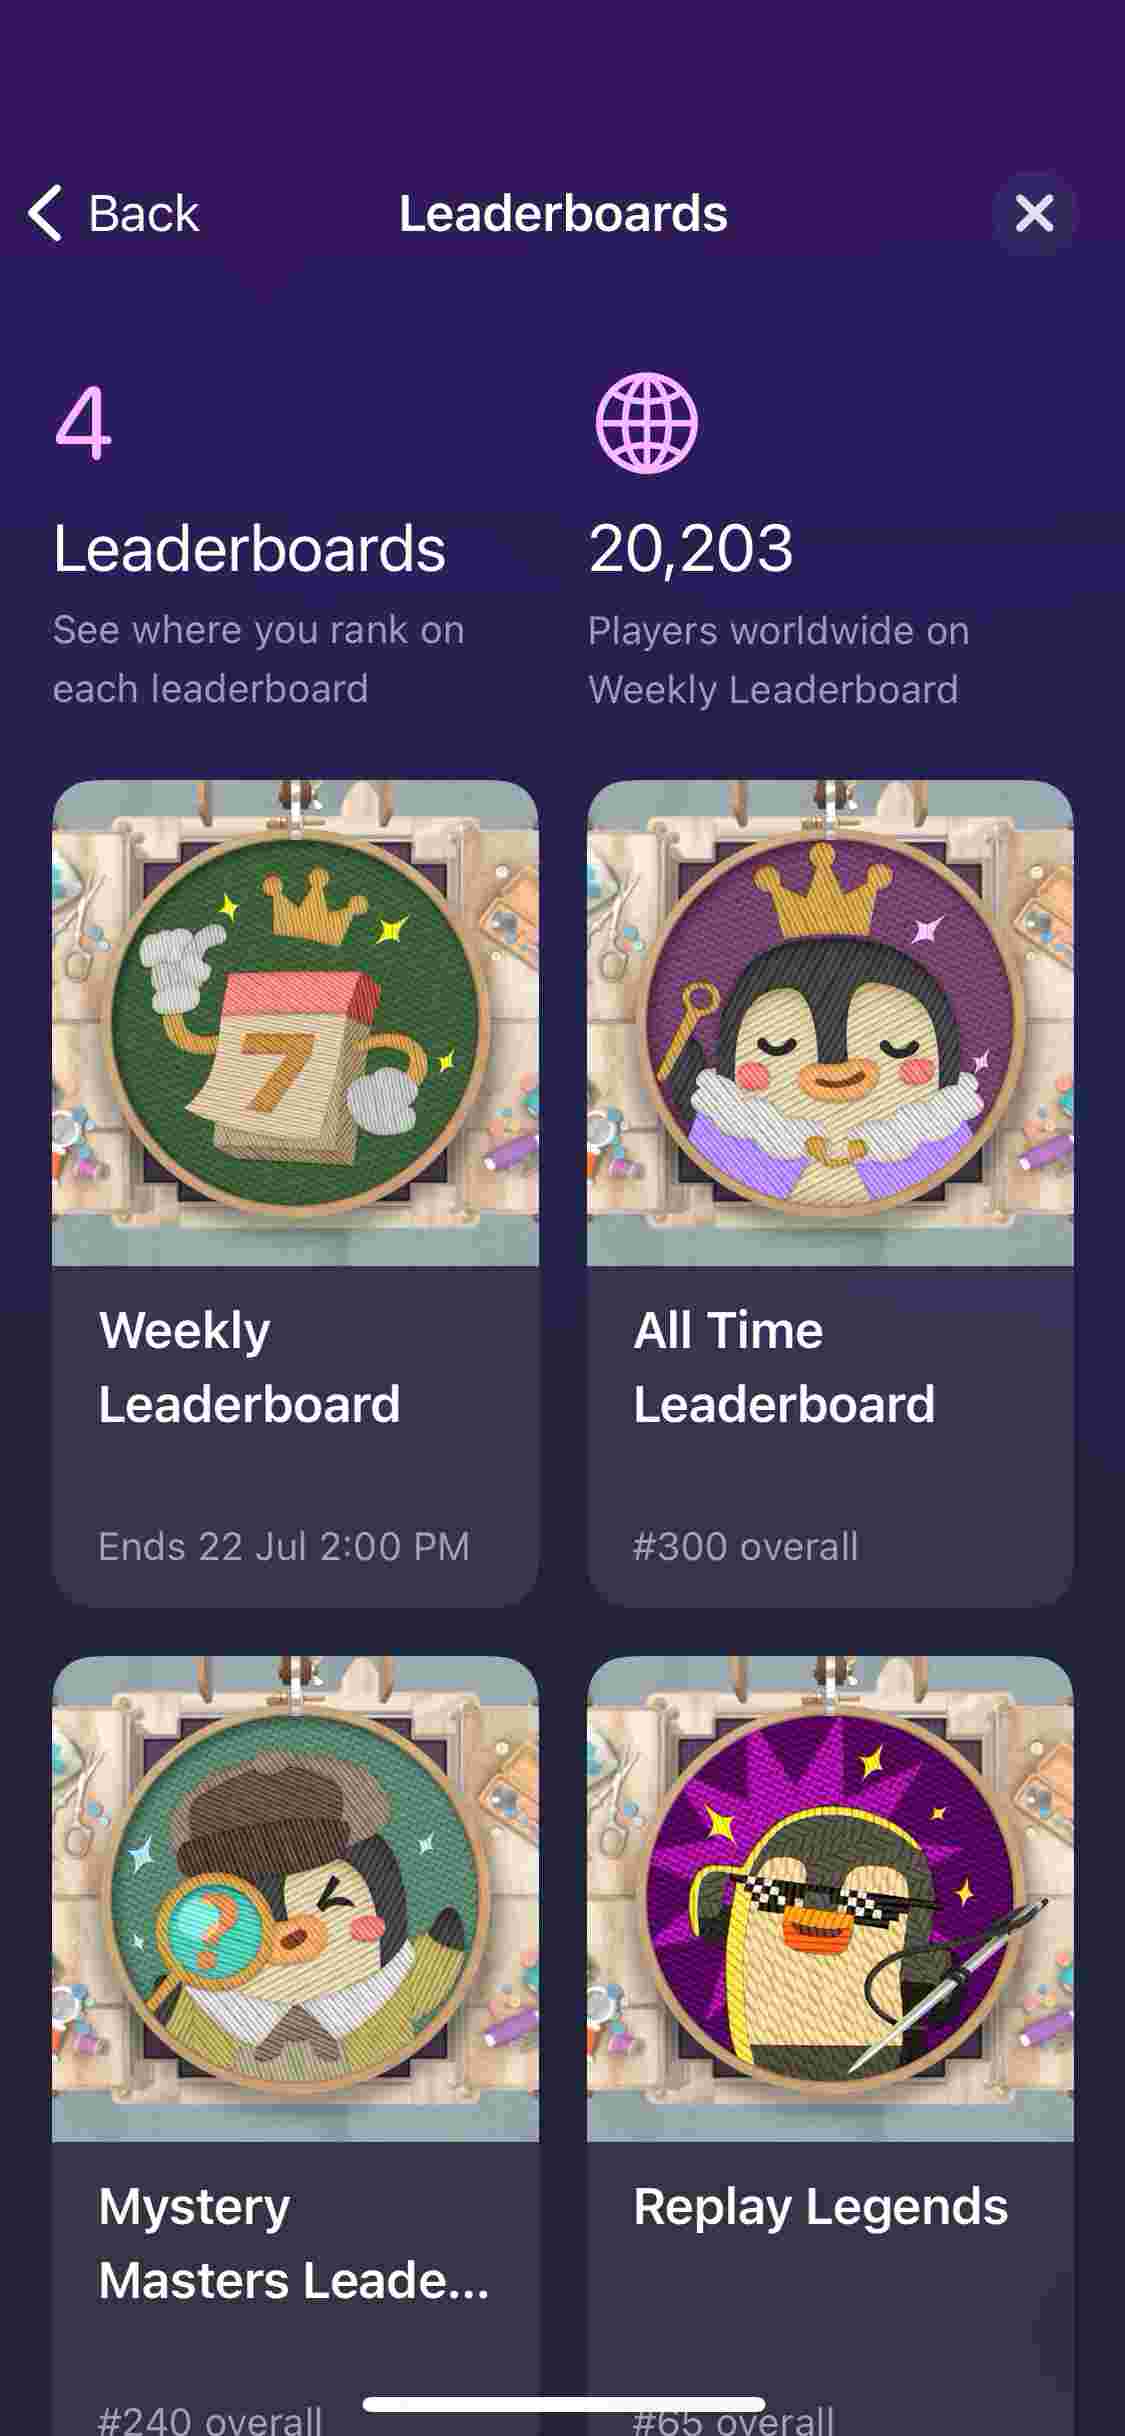 Back
Leaderboards
4
Leaderboards
See where you rank on
each leaderboard
20,203
Players worldwide on
Weekly Leaderboard
7
Weekly
Leaderboard
Ends 22 Jul 2:00 PM
All Time
Leaderboard
#300 overall
?
Mystery
Masters Leade...
#240 overall
Replay Legends
#65 overall